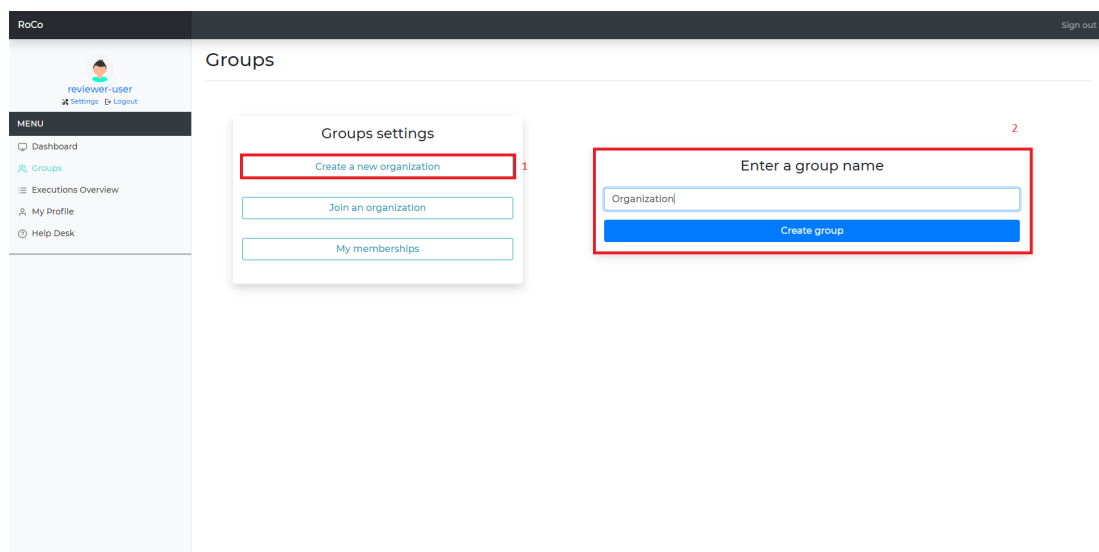 RoCo
Sign out
reviewer-user
Settings Logout
MENU
Dashboard
Groups
Executions Overview
My Profile
Help Desk
Groups
Groups settings
Create a new organization
1
Join an organization
My memberships
2
Enter a group name
Organization
Create group